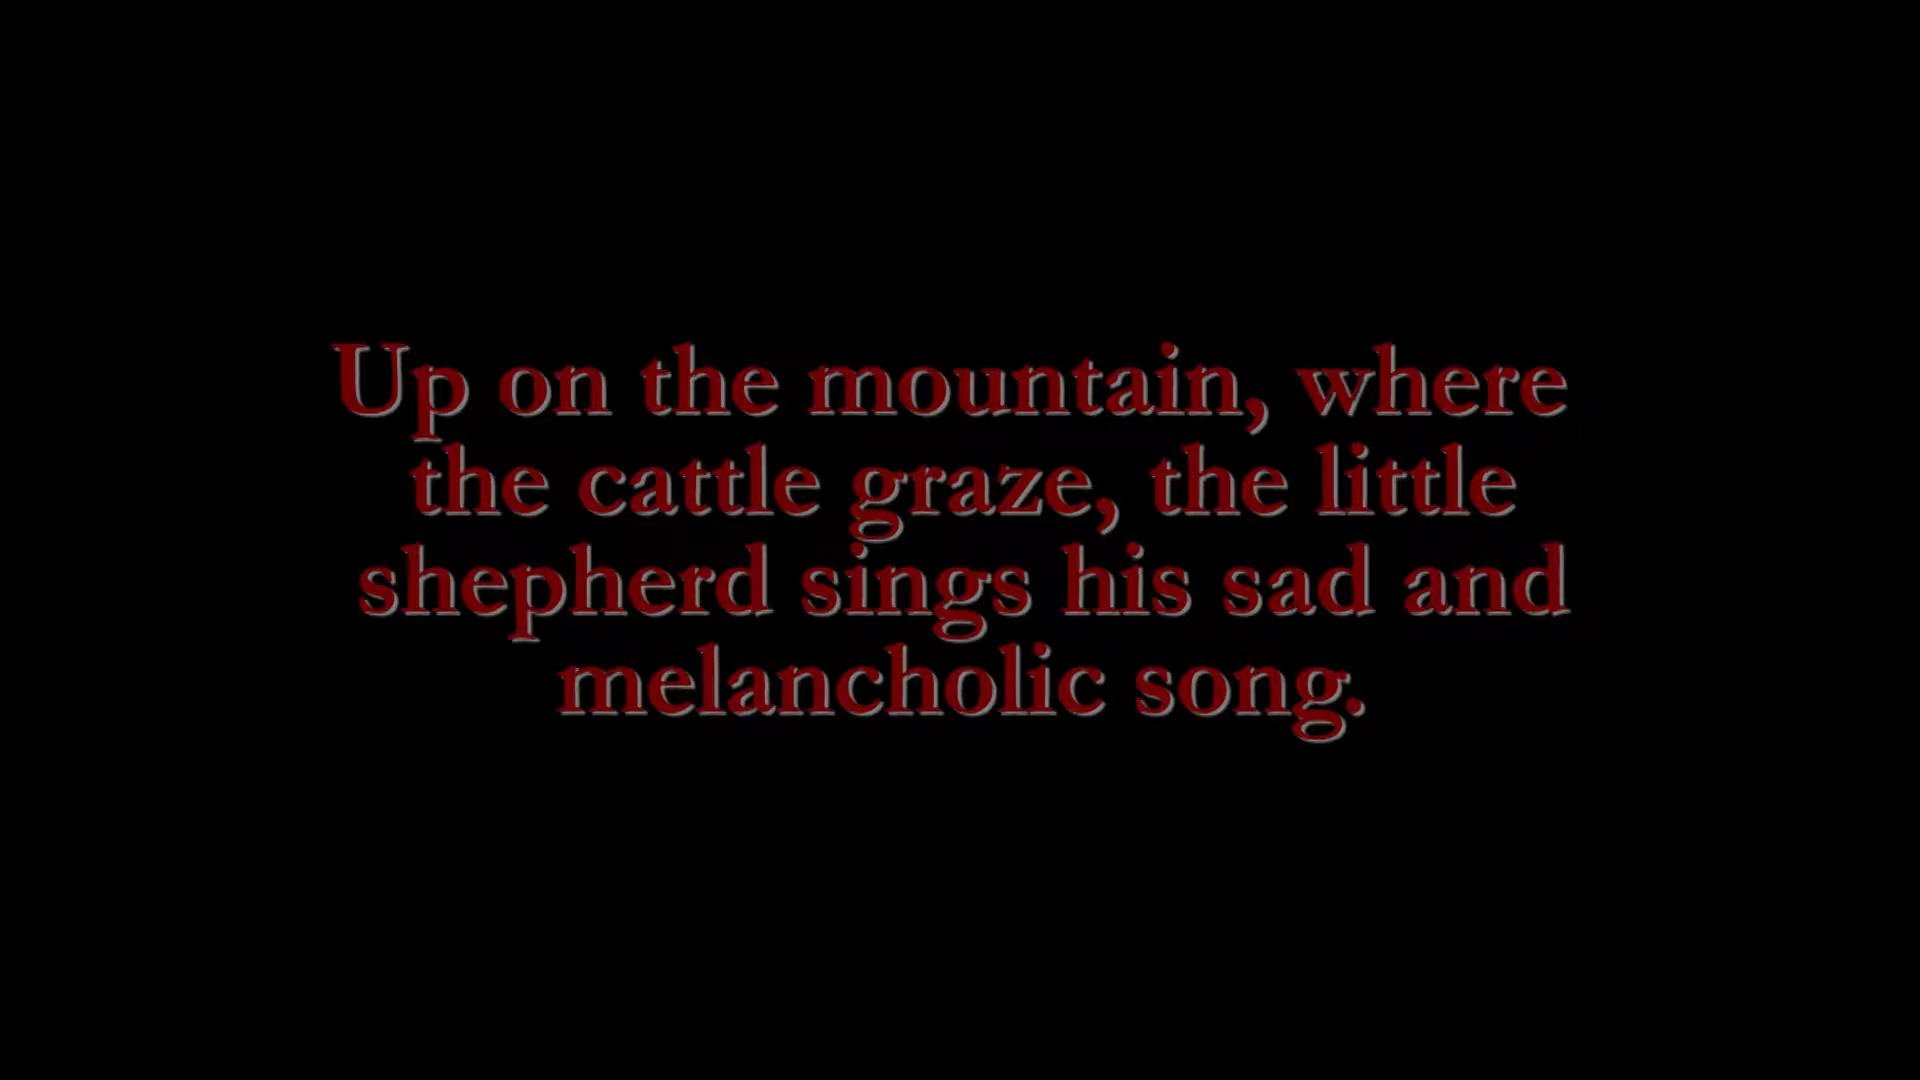 Up on the mountain, where
the cattle graze, the little
shepherd sings his sad and
melancholic song.